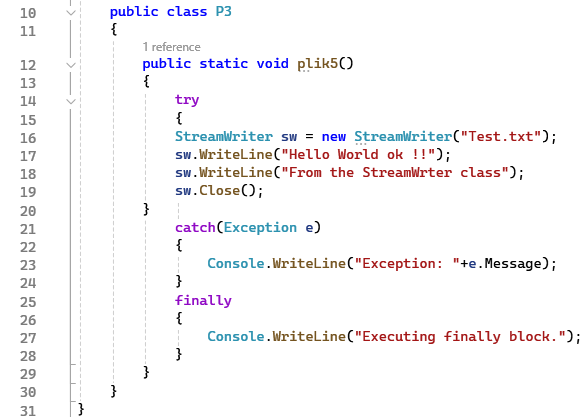 10 public class P3
11 {
1 reference
12 public static void plik5()
13 {
14 try
15 {
16 StreamWriter sw = new StreamWriter("Test.txt");
17 sw.WriteLine("Hello World ok !!");
18 sw.WriteLine("From the StreamWrter class");
19 sw.Close();
20 }
21 catch(Exception e)
22 {
23 Console.WriteLine("Exception: "+e.Message);
24 }
25 finally
26 {
27 Console.WriteLine("Executing finally block.");
28 }
29 }
30 }
31 }